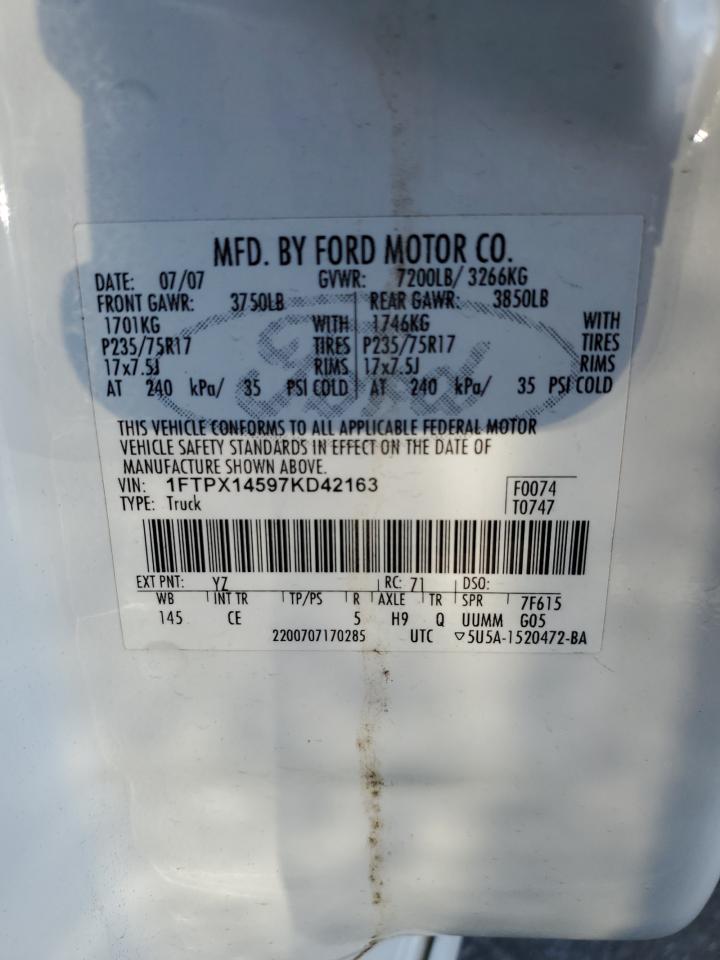 MFD. BY FORD MOTOR CO.
DATE: 07/07 GVWR: 7200LB/ 3266KG
FRONT GAWR: 3750LB REAR GAWR: 3850LB
1701KG WITH 1746KG WITH
P235/75R17 TIRES P235/75R17 TIRES
17x7.5J RIMS 17x7.5J RIMS
AT 240 kPa/ 35 PSI COLD AT 240 kPa/ 35 PSI COLD
Ford
THIS VEHICLE CONFORMS TO ALL APPLICABLE FEDERAL MOTOR
VEHICLE SAFETY STANDARDS IN EFFECT ON THE DATE OF
MANUFACTURE SHOWN ABOVE.
VIN: 1FTPX14597KD42163 F0074
TYPE: Truck T0747
EXT PNT: YZ RC: 71 DSO:
WB INT TR TP/PS R AXLE TR SPR 7F615
145 CE 5 H9 Q UUMM G05
2200707170285 UTC ▽5U5A-1520472-BA